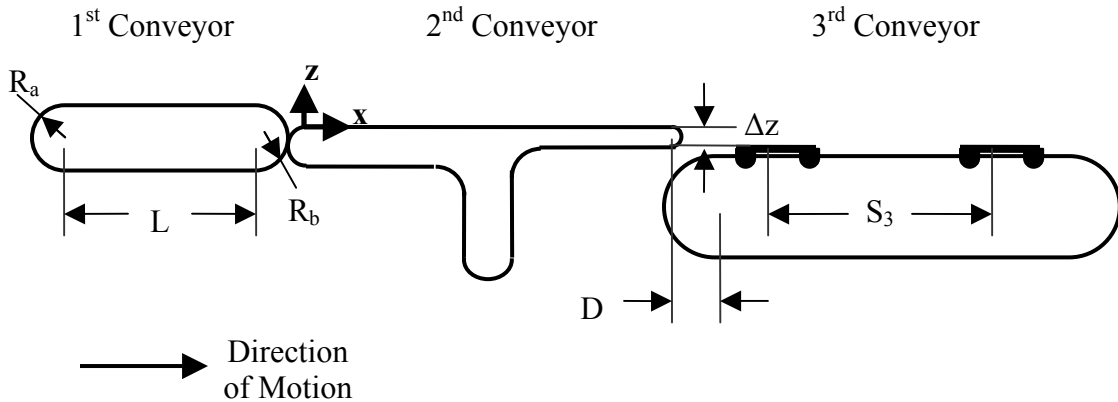 1st Conveyor
2nd Conveyor
3rd Conveyor
Ra
z
x
Δz
L
Rb
S3
D
Direction
of Motion